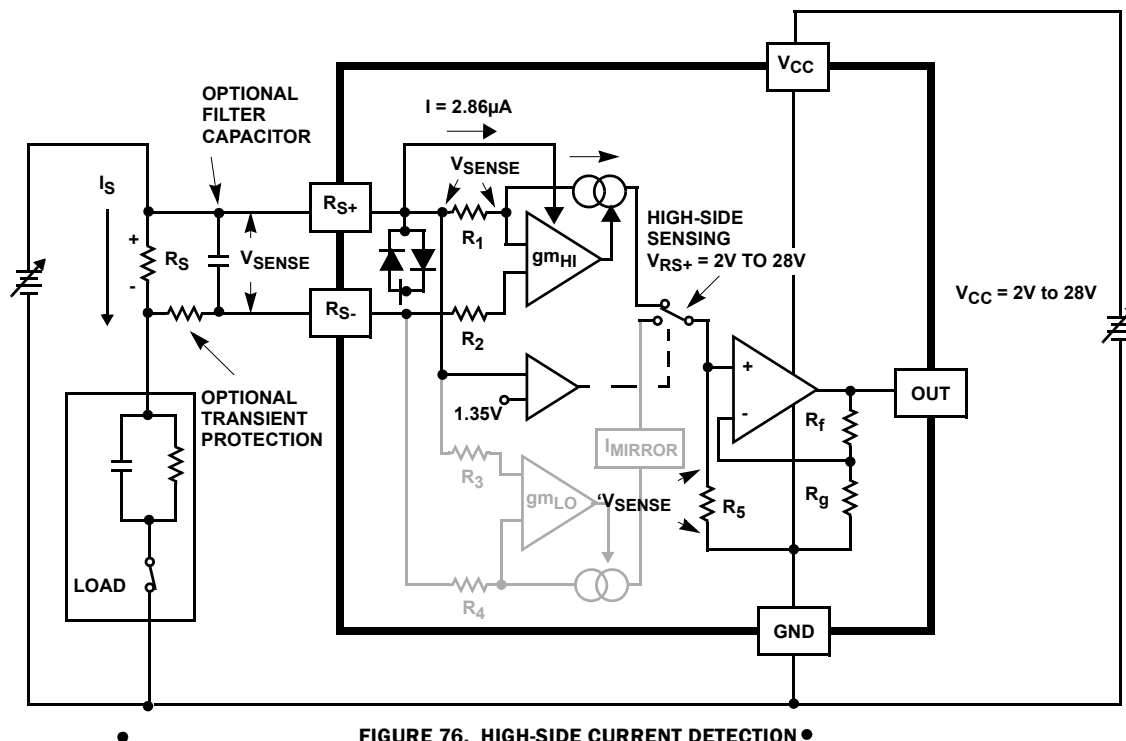 VCC
OPTIONAL
FILTER
CAPACITOR
I = 2.86µA
IS
VSENSE
RS+
R1
HIGH-SIDE
SENSING
VRS+ = 2V TO 28V
+
RS
-
VSENSE
gmHI
VCC = 2V to 28V
RS-
R2
+
-
OUT
OPTIONAL
TRANSIENT
PROTECTION
1.35V
Rf
IMIRROR
R3
gmLO
'VSENSE
R5
Rg
LOAD
R4
GND
FIGURE 76. HIGH-SIDE CURRENT DETECTION